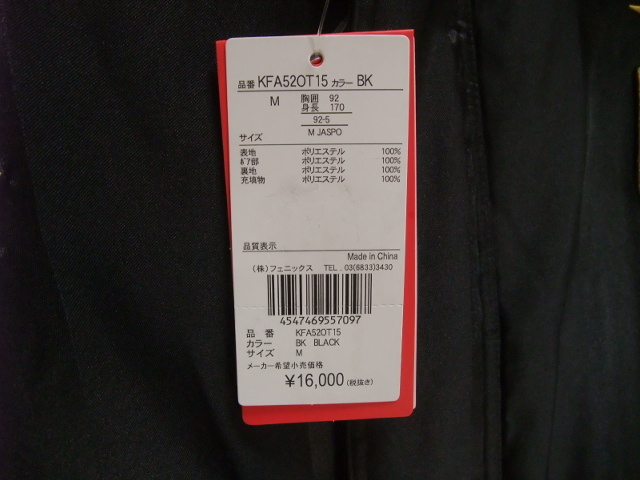 品番 KFA52OT15 カラー BK
M 胸囲 92
身長 170
92-5
サイズ M JASPO
表地 ポリエステル 100%
ﾎﾞｱ部 ポリエステル 100%
裏地 ポリエステル 100%
充填物 ポリエステル 100%
品質表示
Made in China
(株)フェニックス TEL. 03(6833)3430
4547469557097
品 番 KFA52OT15
カラー BK BLACK
サイズ M
メーカー希望小売価格
¥16,000(税抜き)